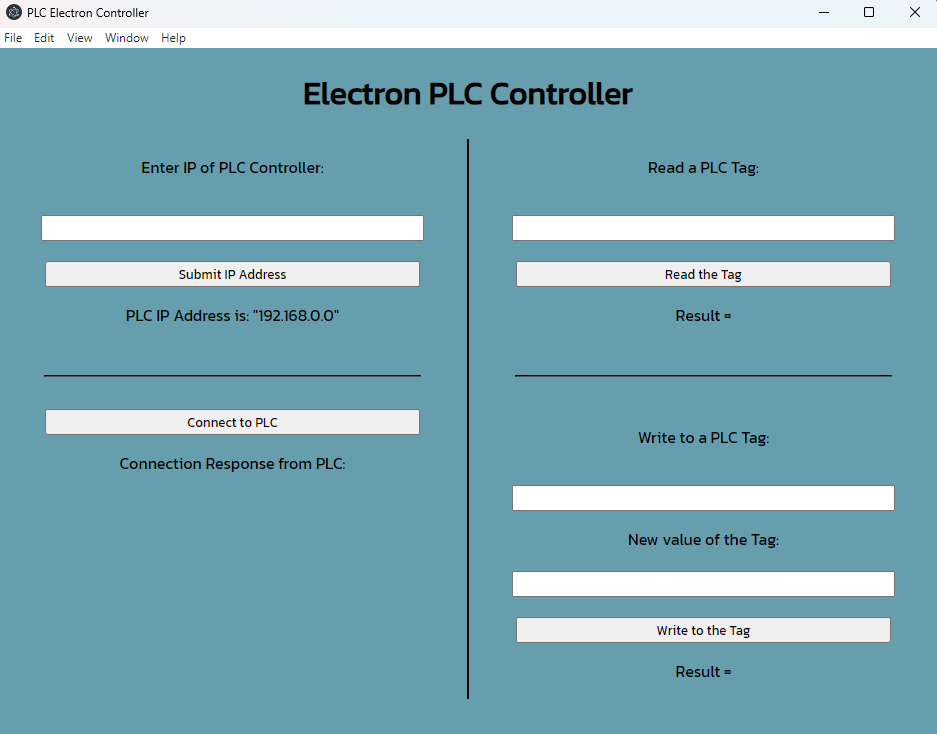 PLC Electron Controller
File Edit View Window Help
Electron PLC Controller
Enter IP of PLC Controller:
Submit IP Address
PLC IP Address is: "192.168.0.0"
Connect to PLC
Connection Response from PLC:
Read a PLC Tag:
Read the Tag
Result =
Write to a PLC Tag:
New value of the Tag:
Write to the Tag
Result =